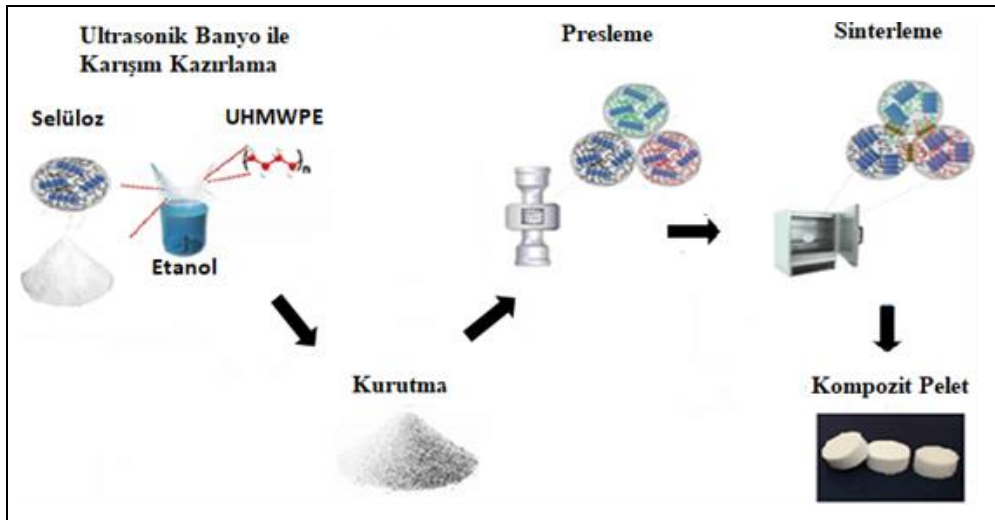 Ultrasonik Banyo ile
Karışım Kazırlama
Selüloz
UHMWPE
n
Etanol
Kurutma
Presleme
Sinterleme
Kompozit Pelet